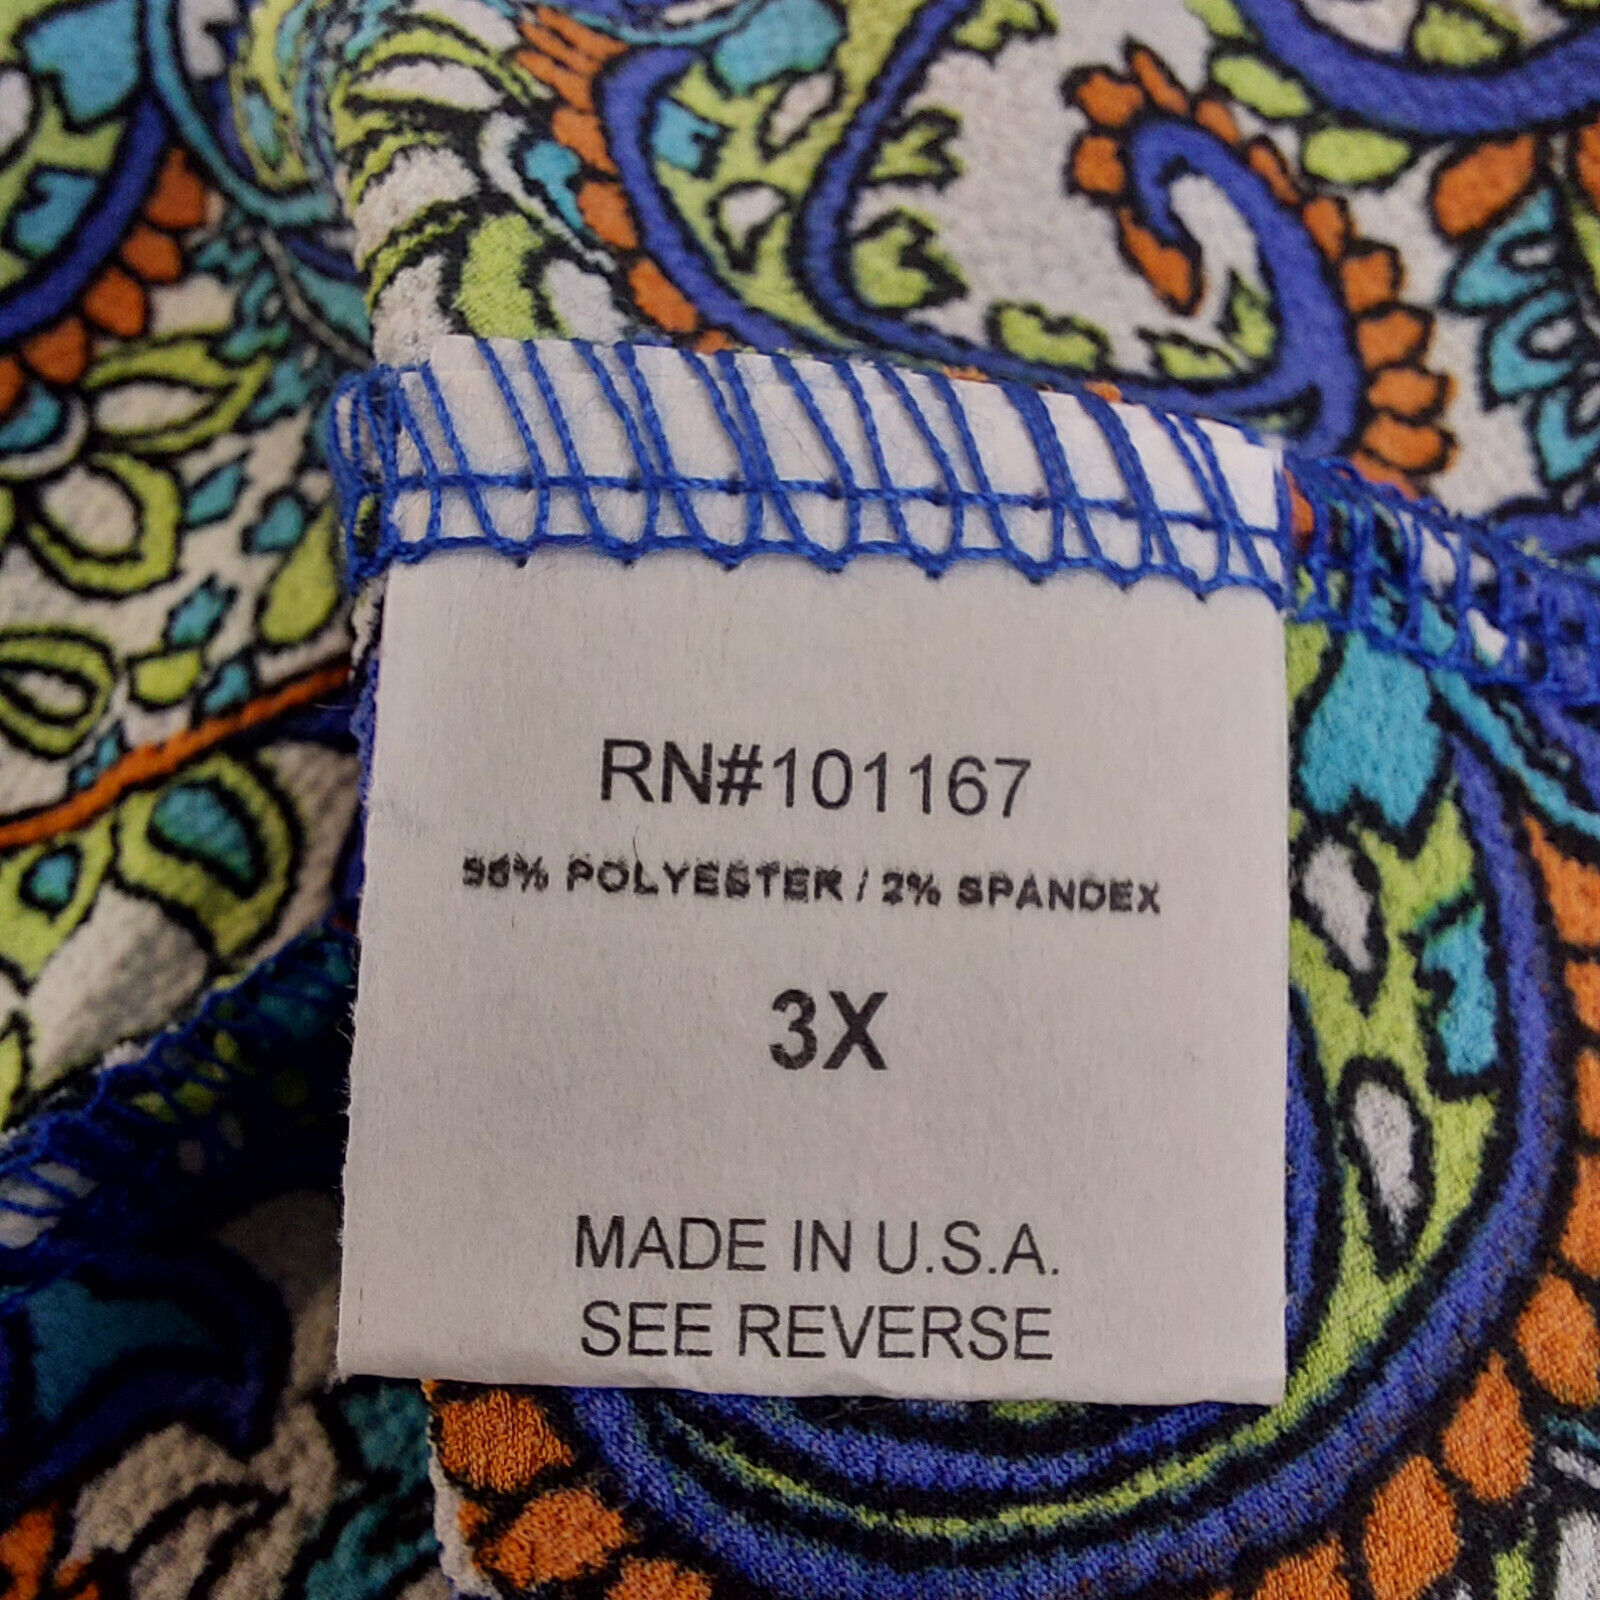 RN#101167
98% POLYESTER / 2% SPANDEX
3X
MADE IN U.S.A.
SEE REVERSE